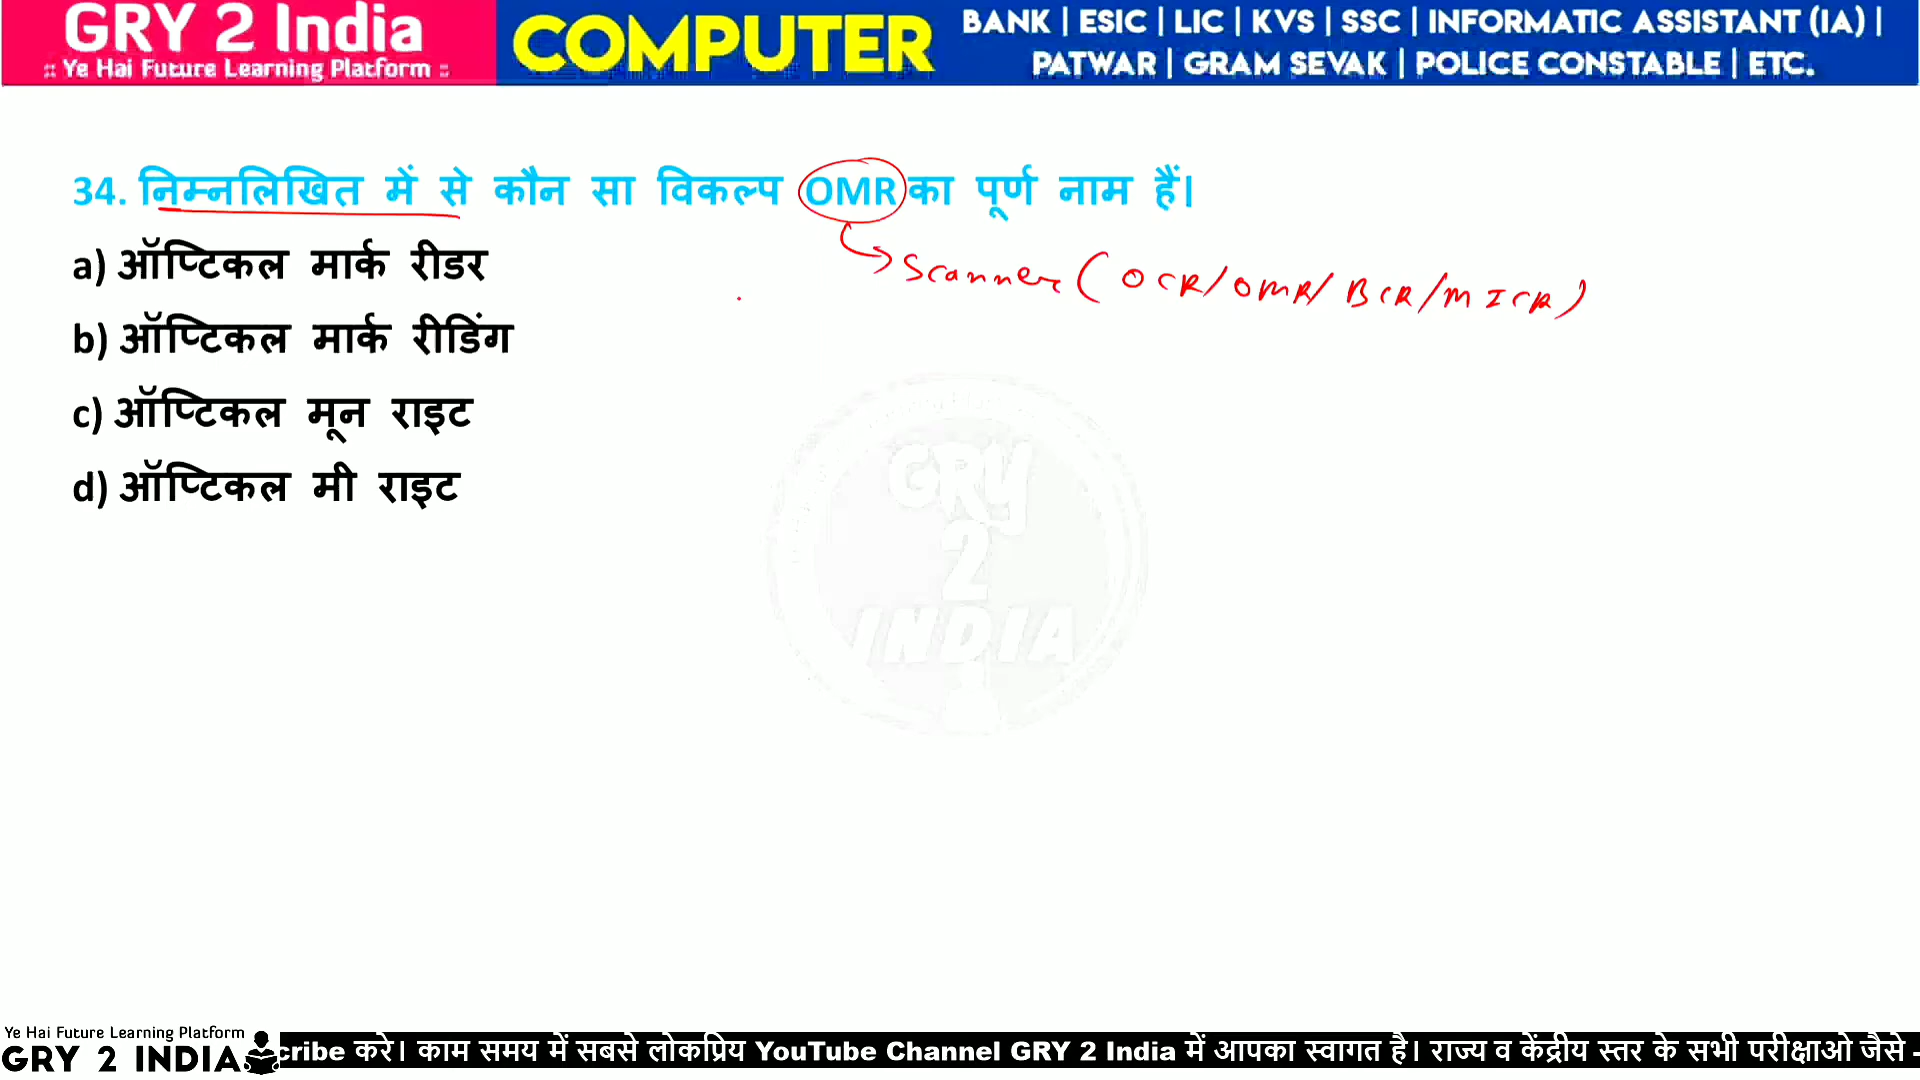 GRY 2 India
:: Ye Hai Future Learning Platform ::
COMPUTER
BANK | ESIC | LIC | KVS | SSC | INFORMATIC ASSISTANT (IA) |
PATWAR | GRAM SEVAK | POLICE CONSTABLE | ETC.
34. निम्नलिखित में से कौन सा विकल्प OMR का पूर्ण नाम हैं।
Scanner ( OCR/OMR/BCR/MICR)
a) ऑप्टिकल मार्क रीडर
b) ऑप्टिकल मार्क रीडिंग
c) ऑप्टिकल मून राइट
d) ऑप्टिकल मी राइट
GRY
2
INDIA
Ye Hai Future Learning Platform
GRY 2 INDIA
cribe करे। काम समय में सबसे लोकप्रिय YouTube Channel GRY 2 India में आपका स्वागत है। राज्य व केंद्रीय स्तर के सभी परीक्षाओ जैसे -